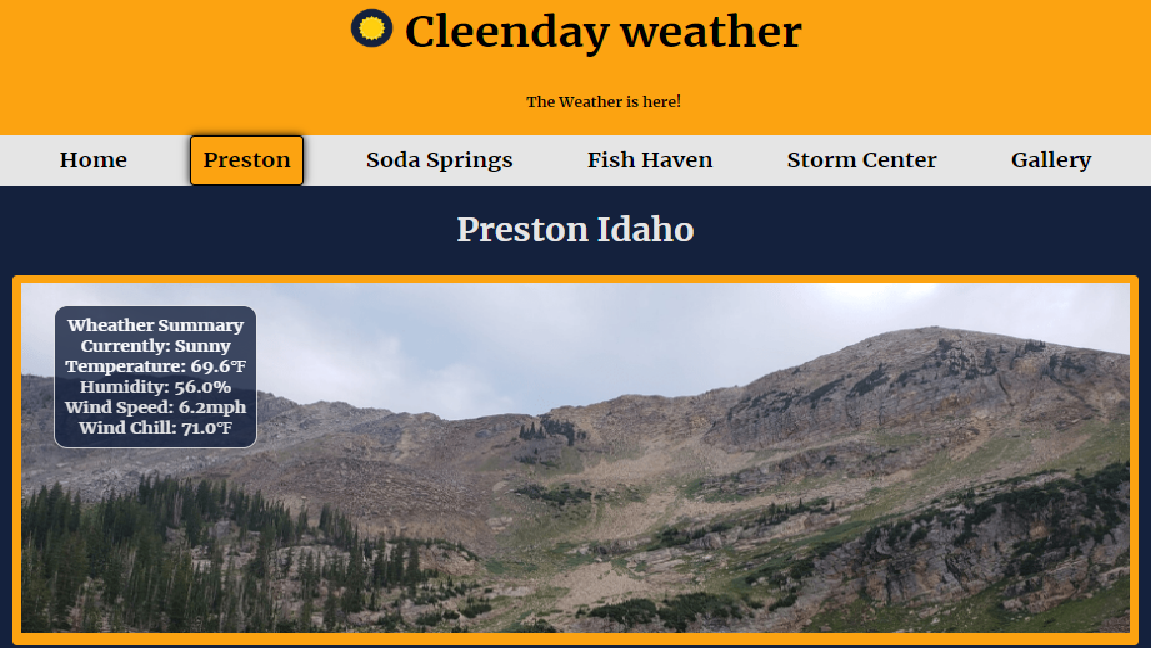 Cleenday weather
The Weather is here!
Home Preston Soda Springs Fish Haven Storm Center Gallery
Preston Idaho
Wheather Summary
Currently: Sunny
Temperature: 69.6°F
Humidity: 56.0%
Wind Speed: 6.2mph
Wind Chill: 71.0°F